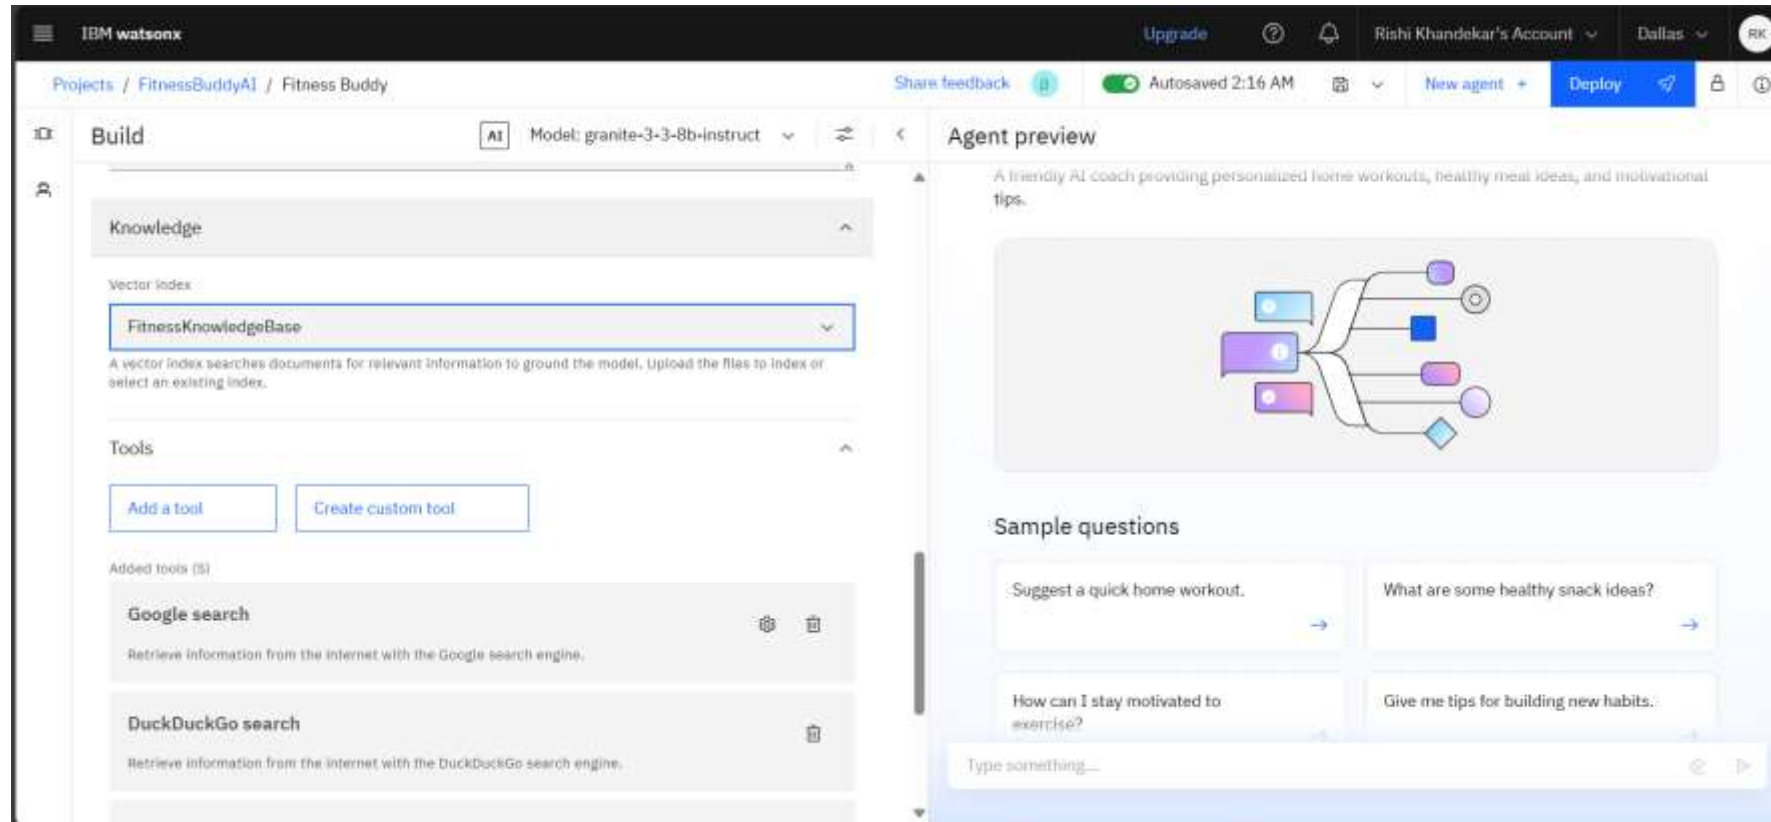 IBM watsonx
Upgrade
Rishi Khandekar's Account
Dallas
RK
Projects / FitnessBuddyAI / Fitness Buddy
Share feedback
Autosaved 2:16 AM
New agent +
Deploy
Build
AI
Model: granite-3-3-8b-instruct
Agent preview
A friendly AI coach providing personalized home workouts, healthy meal ideas, and motivational
tips.
Knowledge
Vector index
FitnessKnowledgeBase
A vector index searches documents for relevant information to ground the model. Upload the files to index or
select an existing index.
Tools
Add a tool
Create custom tool
Added tools (5)
Google search
Retrieve information from the internet with the Google search engine.
DuckDuckGo search
Retrieve information from the internet with the DuckDuckGo search engine.
Sample questions
Suggest a quick home workout.
What are some healthy snack ideas?
How can I stay motivated to
exercise?
Give me tips for building new habits.
Type something...